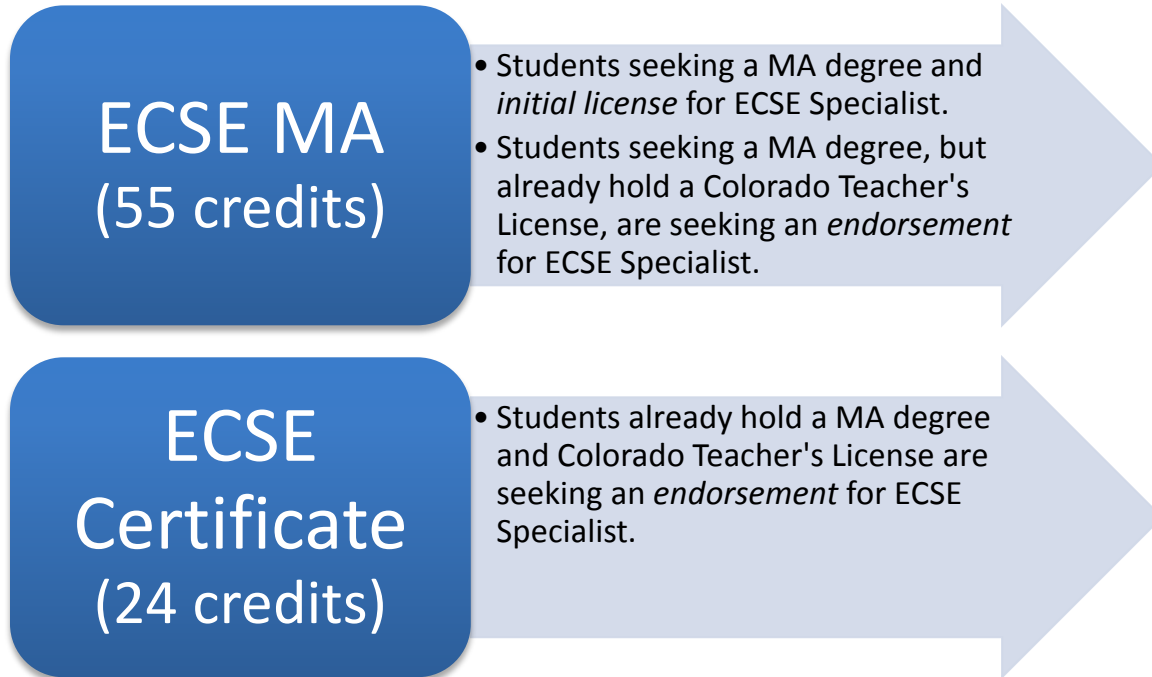 ECSE MA
(55 credits)
• Students seeking a MA degree and
initial license for ECSE Specialist.
• Students seeking a MA degree, but
already hold a Colorado Teacher's
License, are seeking an endorsement
for ECSE Specialist.
ECSE
Certificate
(24 credits)
• Students already hold a MA degree
and Colorado Teacher's License are
seeking an endorsement for ECSE
Specialist.